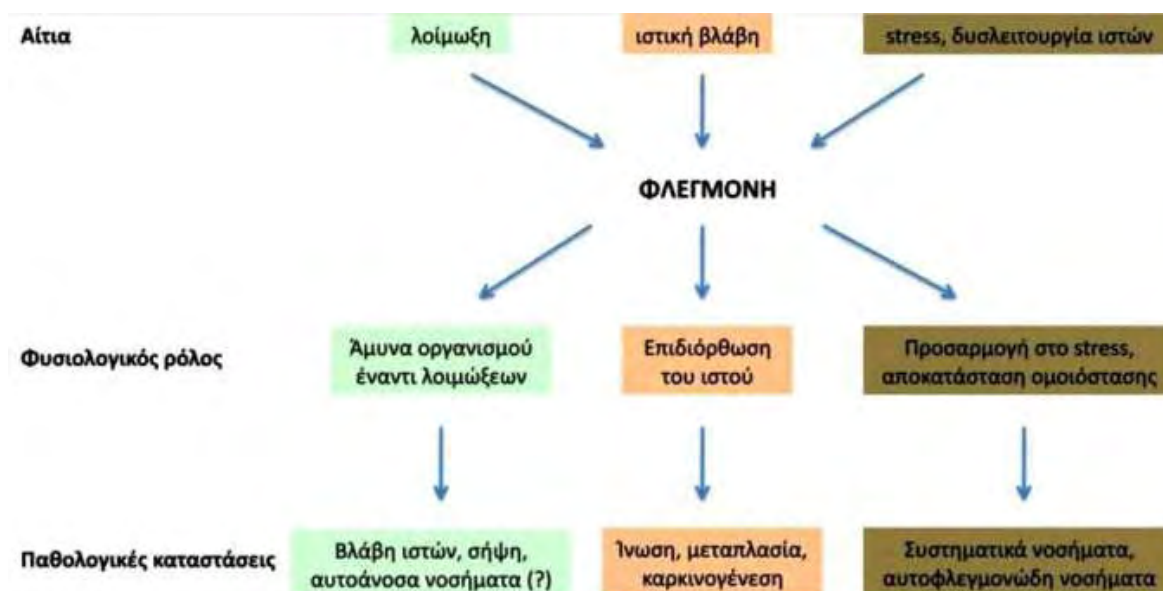 Αίτια
λοίμωξη
ιστική βλάβη
stress, δυσλειτουργία ιστών
ΦΛΕΓΜΟΝΗ
Φυσιολογικός ρόλος
Άμυνα οργανισμού
έναντι λοιμώξεων
Επιδιόρθωση
του ιστού
Προσαρμογή στο stress,
αποκατάσταση ομοιόστασης
Παθολογικές καταστάσεις
Βλάβη ιστών, σήψη,
αυτοάνοσα νοσήματα (?)
Ίνωση, μεταπλασία,
καρκινογένεση
Συστηματικά νοσήματα,
αυτοφλεγμονώδη νοσήματα